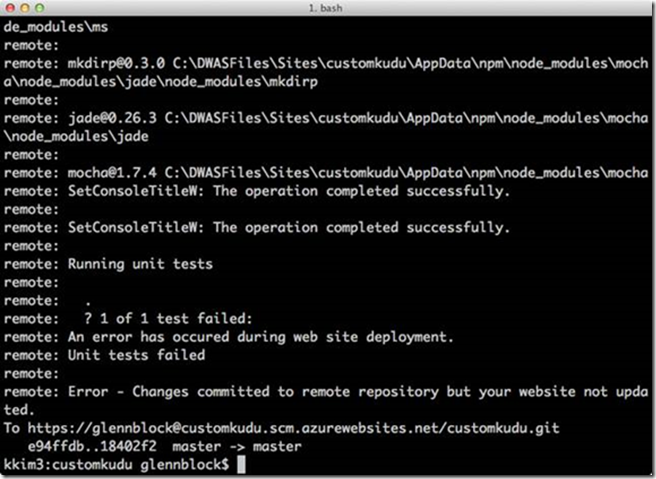 1. bash
de_modules\ms
remote:
remote: mkdirp@0.3.0 C:\DWASFiles\Sites\customkudu\AppData\npm\node_modules\moch
a\node_modules\jade\node_modules\mkdirp
remote:
remote: jade@0.26.3 C:\DWASFiles\Sites\customkudu\AppData\npm\node_modules\mocha
\node_modules\jade
remote:
remote: mocha@1.7.4 C:\DWASFiles\Sites\customkudu\AppData\npm\node_modules\mocha
remote: SetConsoleTitleW: The operation completed successfully.
remote:
remote: SetConsoleTitleW: The operation completed successfully.
remote:
remote: Running unit tests
remote:
remote:   .
remote:   ? 1 of 1 test failed:
remote: An error has occured during web site deployment.
remote: Unit tests failed
remote:
remote: Error - Changes committed to remote repository but your website not upda
ted.
To https://glennblock@customkudu.scm.azurewebsites.net/customkudu.git
   e94ffdb..18402f2  master -> master
kkim3:customkudu glennblock$